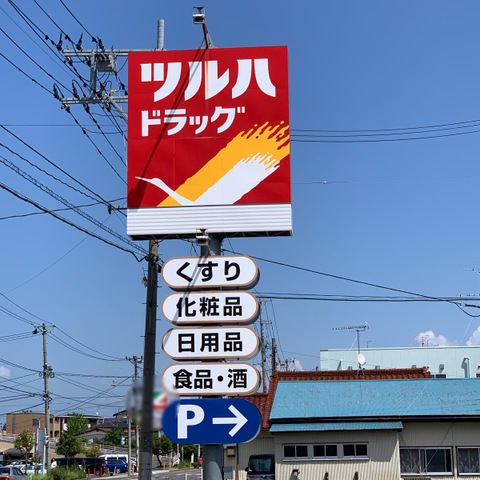 ツルハ
ドラッグ
くすり
化粧品
日用品
食品・酒
P→